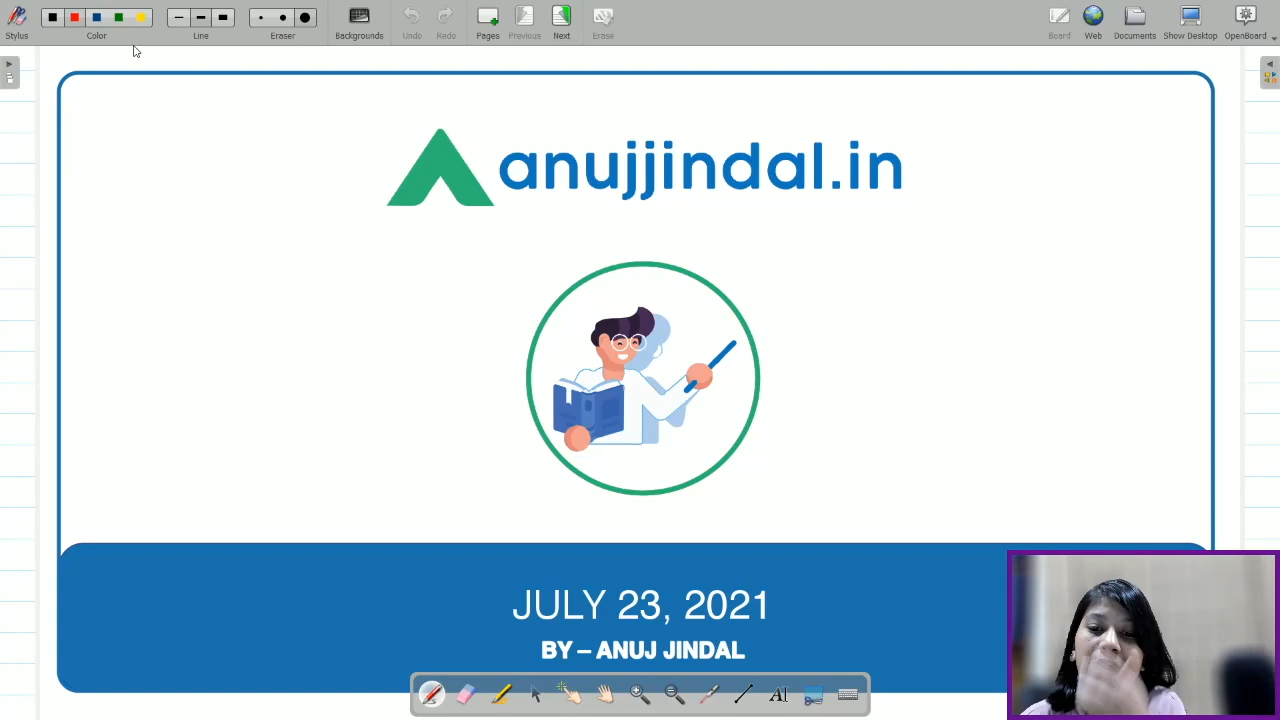 Stylus
Color
Line
Eraser
Backgrounds
Undo
Redo
Pages
Previous
Next
Erase
Board
Web
Documents
Show Desktop
OpenBoard
anujjindal.in
JULY 23, 2021
BY – ANUJ JINDAL
AI